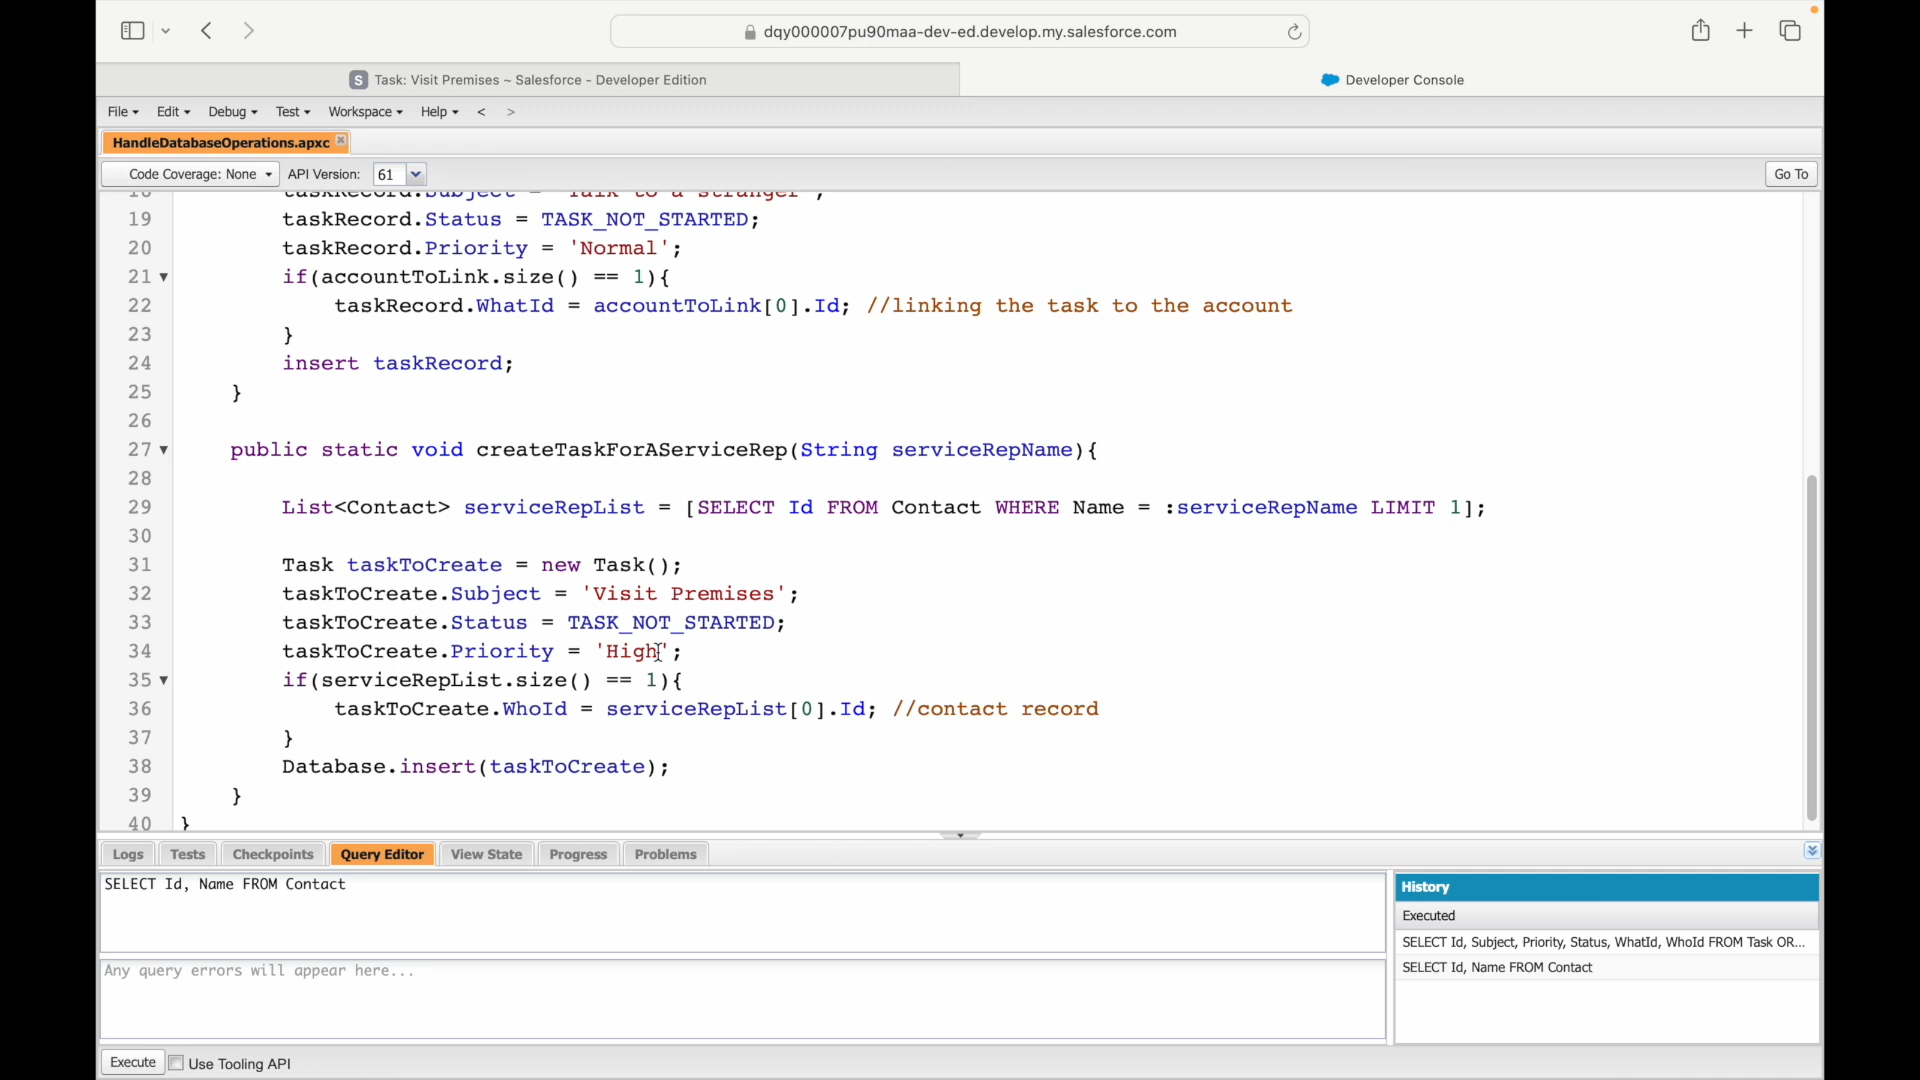 dqy000007pu90maa-dev-ed.develop.my.salesforce.com
S Task: Visit Premises ~ Salesforce - Developer Edition
Developer Console
File Edit Debug Test Workspace Help < >
HandleDatabaseOperations.apxc
Code Coverage: None API Version: 61 Go To
18 taskRecord.Subject = 'Talk to a stranger';
19 taskRecord.Status = TASK_NOT_STARTED;
20 taskRecord.Priority = 'Normal';
21 if(accountToLink.size() == 1){
22 taskRecord.WhatId = accountToLink[0].Id; //linking the task to the account
23 }
24 insert taskRecord;
25 }
26
27 public static void createTaskForAServiceRep(String serviceRepName){
28
29 List<Contact> serviceRepList = [SELECT Id FROM Contact WHERE Name = :serviceRepName LIMIT 1];
30
31 Task taskToCreate = new Task();
32 taskToCreate.Subject = 'Visit Premises';
33 taskToCreate.Status = TASK_NOT_STARTED;
34 taskToCreate.Priority = 'High';
35 if(serviceRepList.size() == 1){
36 taskToCreate.WhoId = serviceRepList[0].Id; //contact record
37 }
38 Database.insert(taskToCreate);
39 }
40 }
Logs Tests Checkpoints Query Editor View State Progress Problems
SELECT Id, Name FROM Contact
Any query errors will appear here...
History
Executed
SELECT Id, Subject, Priority, Status, WhatId, WhoId FROM Task OR...
SELECT Id, Name FROM Contact
Execute Use Tooling API